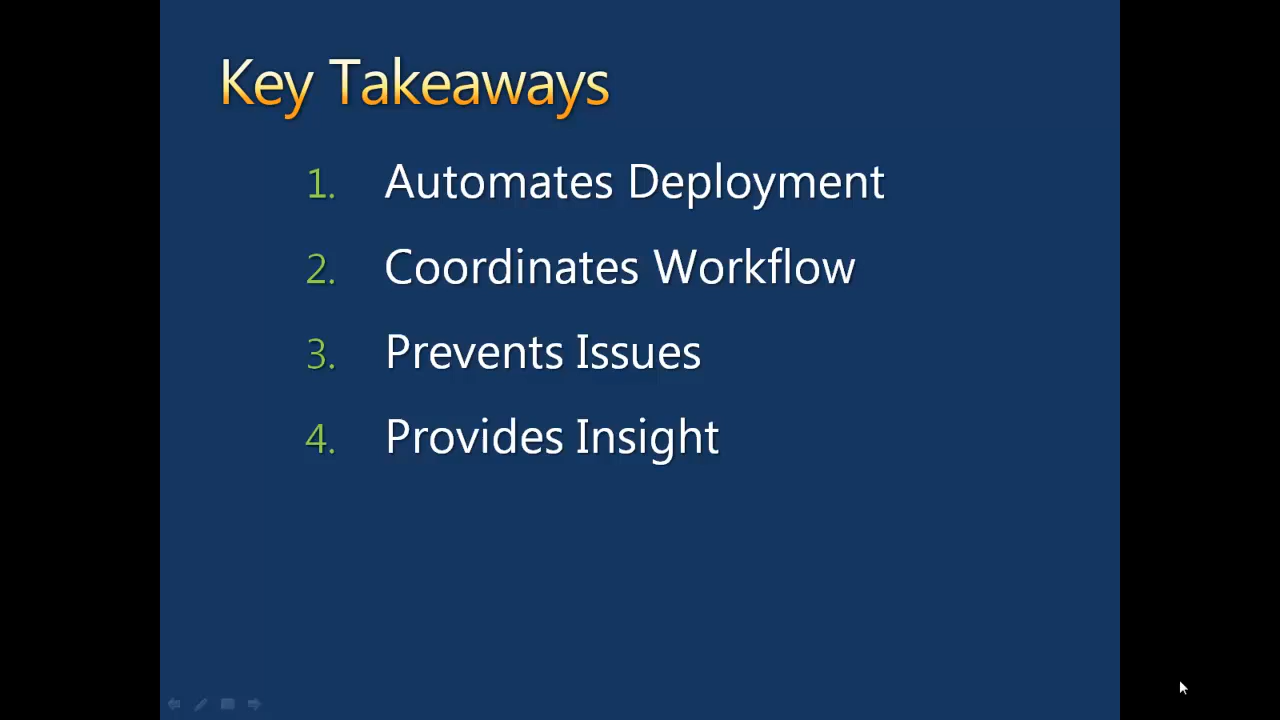 Key Takeaways
1. Automates Deployment
2. Coordinates Workflow
3. Prevents Issues
4. Provides Insight